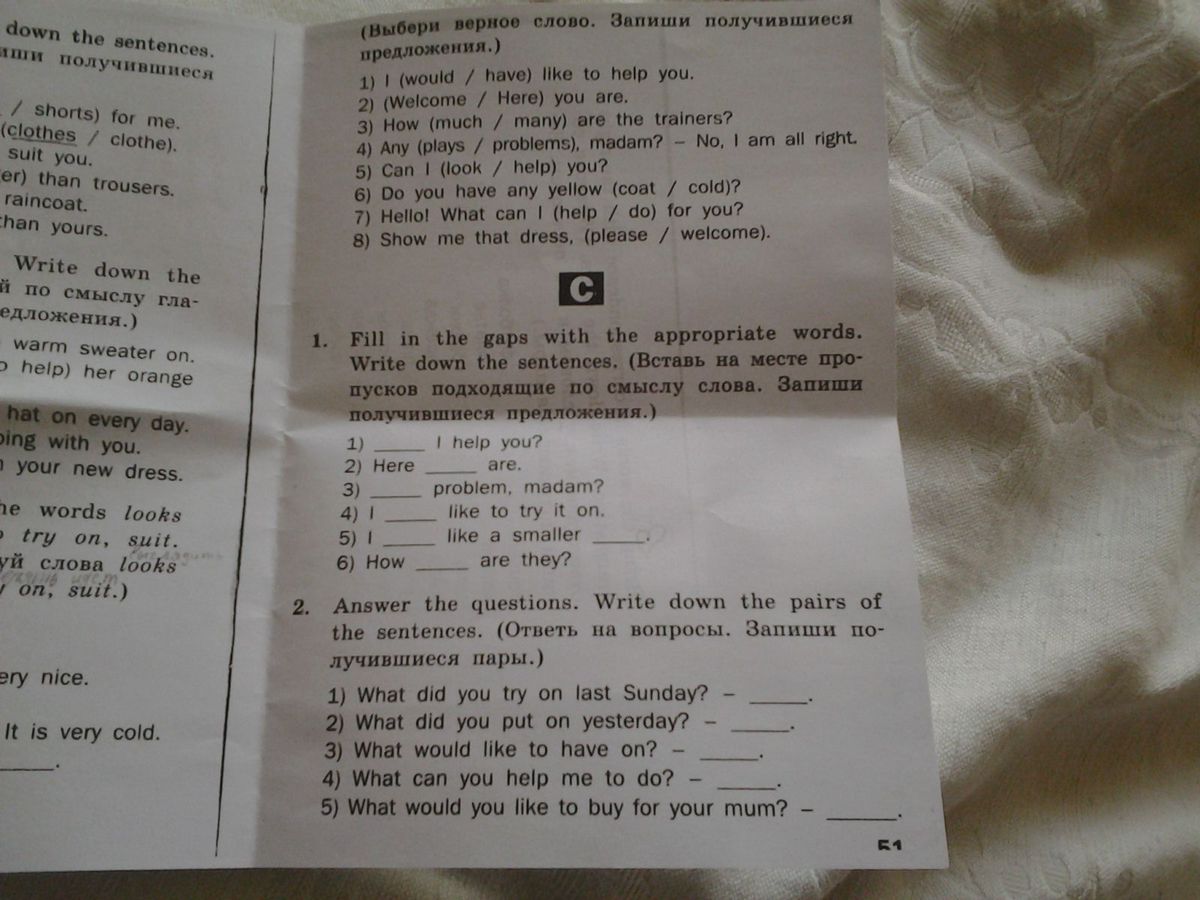 down the sentences.
иши получившиеся
/ shorts) for me.
(clothes / clothe).
suit you.
er) than trousers.
raincoat.
than yours.
Write down the
й по смыслу гла-
едложения.)
warm sweater on.
o help) her orange
hat on every day.
oing with you.
n your new dress.
he words looks
try on, suit.
уй слова looks
y on, suit.)
ery nice.
It is very cold.
_____.
(Выбери верное слово. Запиши получившиеся
предложения.)
1) I (would / have) like to help you.
2) (Welcome / Here) you are.
3) How (much / many) are the trainers?
4) Any (plays / problems), madam? – No, I am all right.
5) Can I (look / help) you?
6) Do you have any yellow (coat / cold)?
7) Hello! What can I (help / do) for you?
8) Show me that dress, (please / welcome).
C
1. Fill in the gaps with the appropriate words.
Write down the sentences. (Вставь на месте про-
пусков подходящие по смыслу слова. Запиши
получившиеся предложения.)
1) _____ I help you?
2) Here _____ are.
3) _____ problem, madam?
4) I _____ like to try it on.
5) I _____ like a smaller _____.
6) How _____ are they?
2. Answer the questions. Write down the pairs of
the sentences. (Ответь на вопросы. Запиши по-
лучившиеся пары.)
1) What did you try on last Sunday? – _____.
2) What did you put on yesterday? – _____.
3) What would like to have on? – _____.
4) What can you help me to do? – _____.
5) What would you like to buy for your mum? – _____.
51